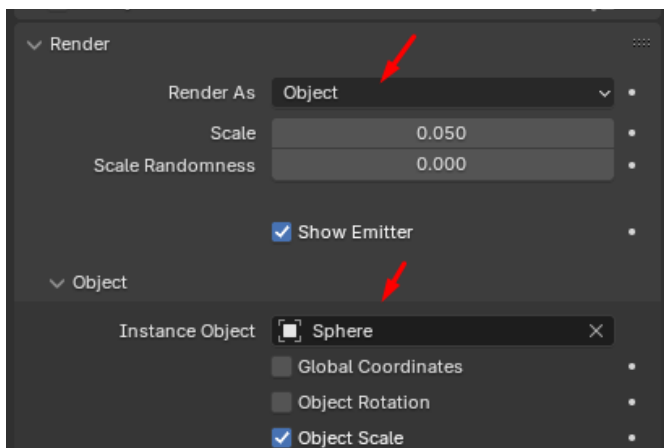 Render
Render As Object
Scale 0.050
Scale Randomness 0.000
Show Emitter
Object
Instance Object Sphere
Global Coordinates
Object Rotation
Object Scale